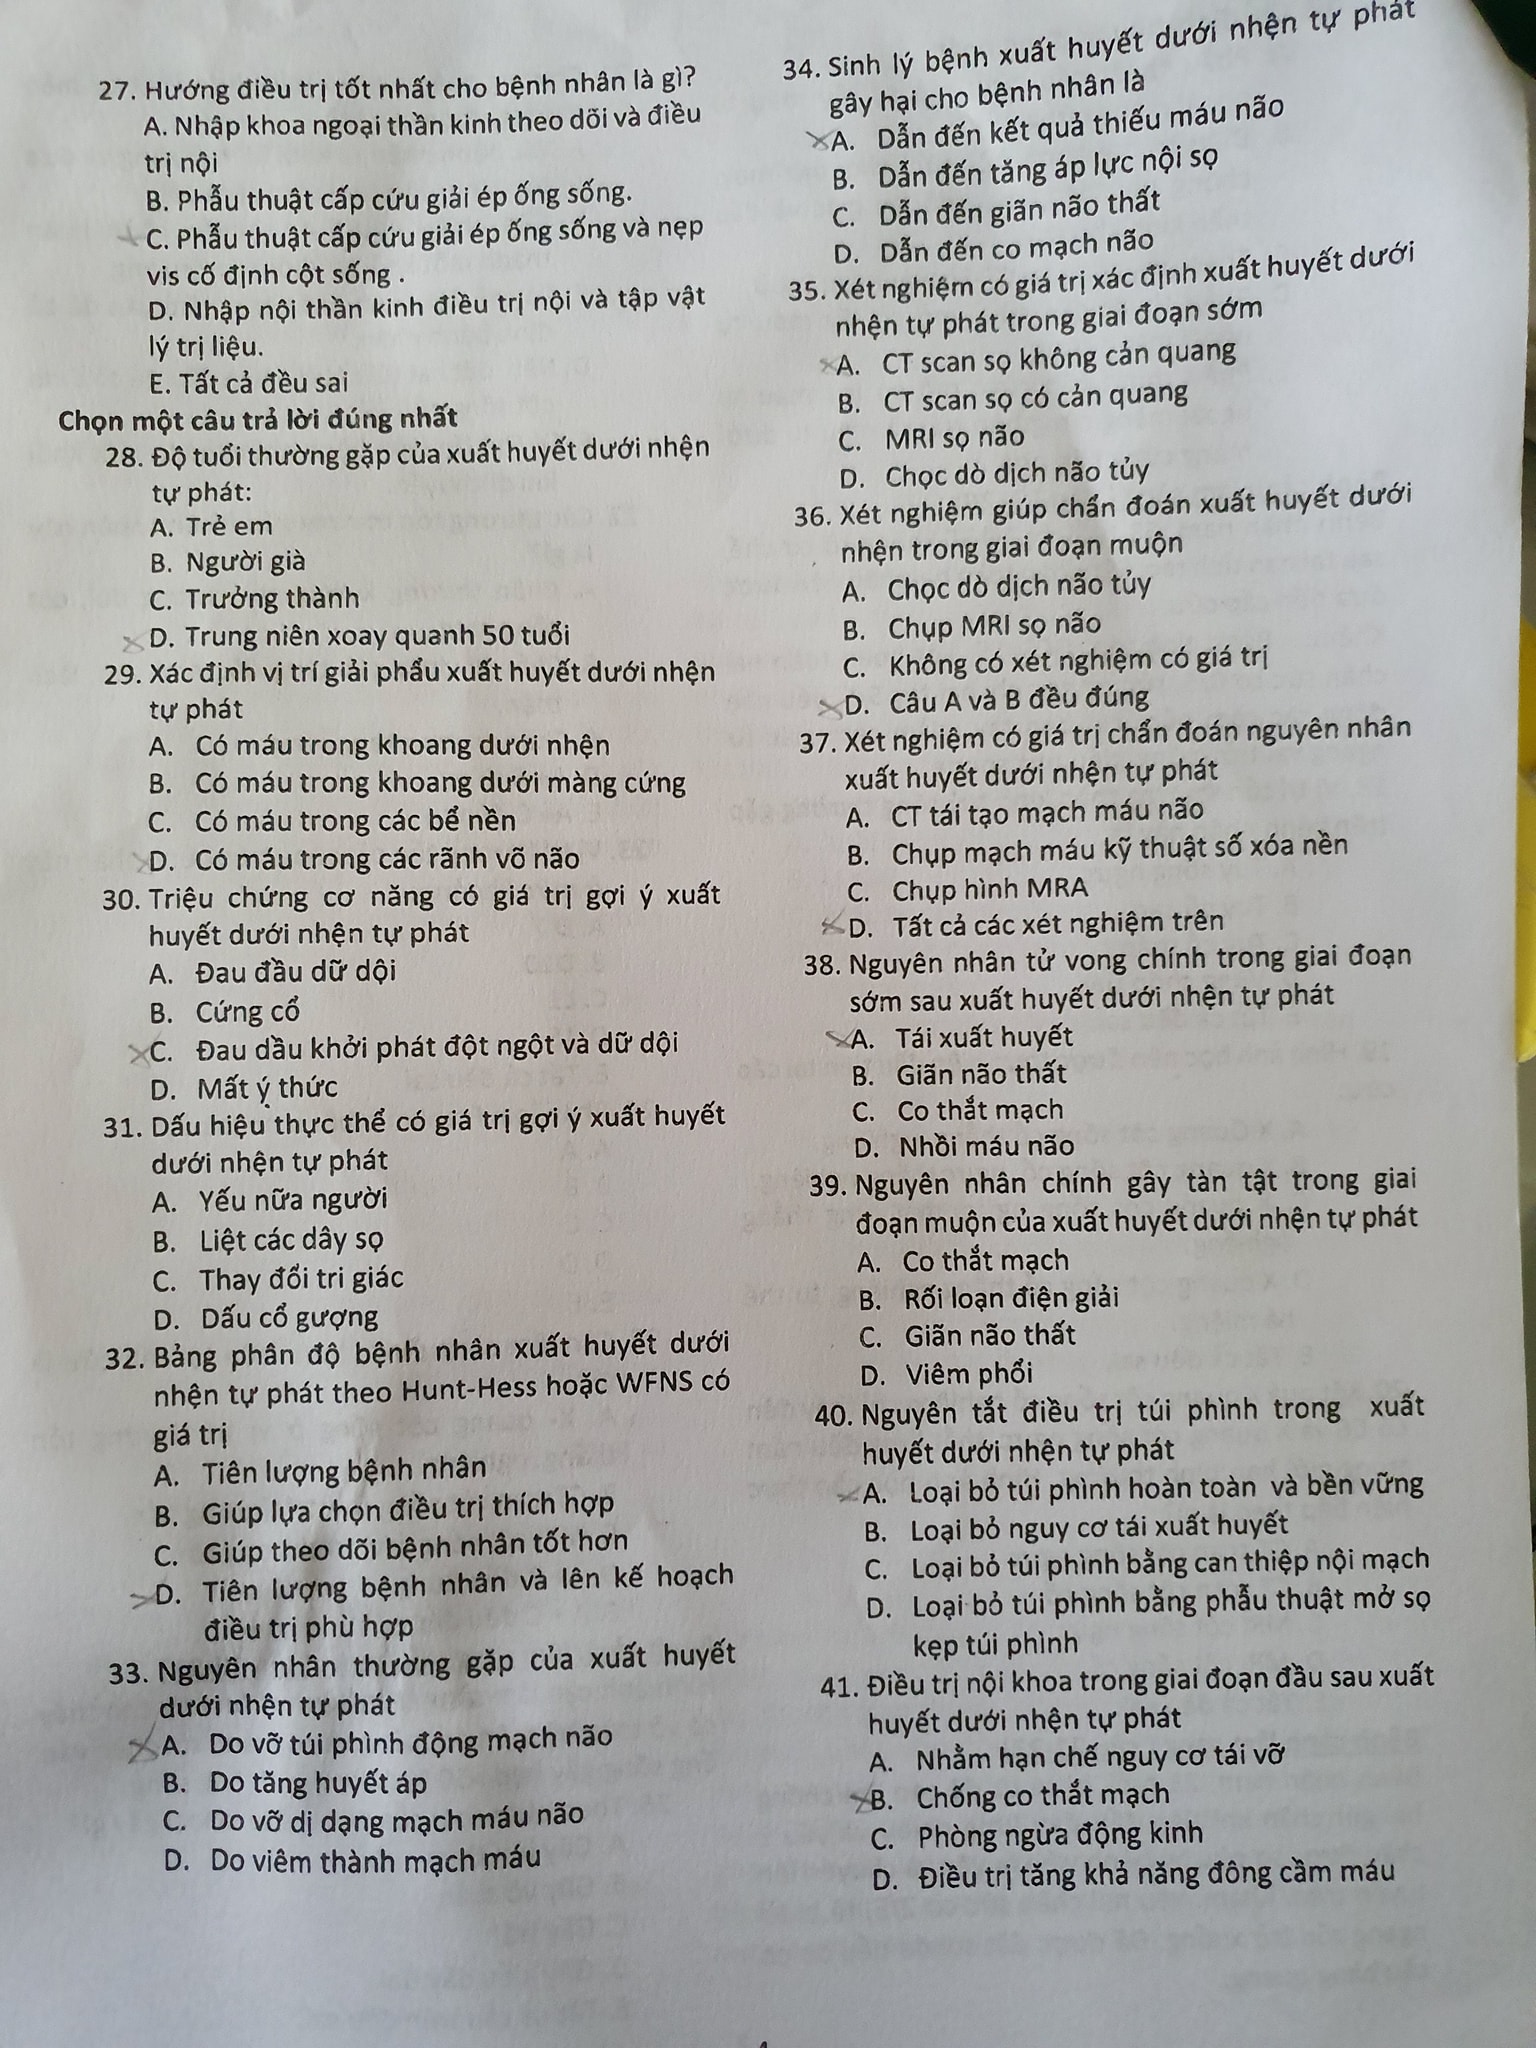 27. Hướng điều trị tốt nhất cho bệnh nhân là gì?
A. Nhập khoa ngoại thần kinh theo dõi và điều
trị nội
B. Phẫu thuật cấp cứu giải ép ống sống.
C. Phẫu thuật cấp cứu giải ép ống sống và nẹp
vis cố định cột sống .
D. Nhập nội thần kinh điều trị nội và tập vật
lý trị liệu.
E. Tất cả đều sai
Chọn một câu trả lời đúng nhất
28. Độ tuổi thường gặp của xuất huyết dưới nhện
tự phát:
A. Trẻ em
B. Người già
C. Trưởng thành
D. Trung niên xoay quanh 50 tuổi
29. Xác định vị trí giải phẩu xuất huyết dưới nhện
tự phát
A. Có máu trong khoang dưới nhện
B. Có máu trong khoang dưới màng cứng
C. Có máu trong các bể nền
D. Có máu trong các rãnh võ não
30. Triệu chứng cơ năng có giá trị gợi ý xuất
huyết dưới nhện tự phát
A. Đau đầu dữ dội
B. Cứng cổ
C. Đau dầu khởi phát đột ngột và dữ dội
D. Mất ý thức
31. Dấu hiệu thực thể có giá trị gợi ý xuất huyết
dưới nhện tự phát
A. Yếu nữa người
B. Liệt các dây sọ
C. Thay đổi tri giác
D. Dấu cổ gượng
32. Bảng phân độ bệnh nhân xuất huyết dưới
nhện tự phát theo Hunt-Hess hoặc WFNS có
giá trị
A. Tiên lượng bệnh nhân
B. Giúp lựa chọn điều trị thích hợp
C. Giúp theo dõi bệnh nhân tốt hơn
D. Tiên lượng bệnh nhân và lên kế hoạch
điều trị phù hợp
33. Nguyên nhân thường gặp của xuất huyết
dưới nhện tự phát
A. Do vỡ túi phình động mạch não
B. Do tăng huyết áp
C. Do vỡ dị dạng mạch máu não
D. Do viêm thành mạch máu
34. Sinh lý bệnh xuất huyết dưới nhện tự phát
gây hại cho bệnh nhân là
A. Dẫn đến kết quả thiếu máu não
B. Dẫn đến tăng áp lực nội sọ
C. Dẫn đến giãn não thất
D. Dẫn đến co mạch não
35. Xét nghiệm có giá trị xác định xuất huyết dưới
nhện tự phát trong giai đoạn sớm
A. CT scan sọ không cản quang
B. CT scan sọ có cản quang
C. MRI sọ não
D. Chọc dò dịch não tủy
36. Xét nghiệm giúp chẩn đoán xuất huyết dưới
nhện trong giai đoạn muộn
A. Chọc dò dịch não tủy
B. Chụp MRI sọ não
C. Không có xét nghiệm có giá trị
D. Câu A và B đều đúng
37. Xét nghiệm có giá trị chẩn đoán nguyên nhân
xuất huyết dưới nhện tự phát
A. CT tái tạo mạch máu não
B. Chụp mạch máu kỹ thuật số xóa nền
C. Chụp hình MRA
D. Tất cả các xét nghiệm trên
38. Nguyên nhân tử vong chính trong giai đoạn
sớm sau xuất huyết dưới nhện tự phát
A. Tái xuất huyết
B. Giãn não thất
C. Co thắt mạch
D. Nhồi máu não
39. Nguyên nhân chính gây tàn tật trong giai
đoạn muộn của xuất huyết dưới nhện tự phát
A. Co thắt mạch
B. Rối loạn điện giải
C. Giãn não thất
D. Viêm phổi
40. Nguyên tắt điều trị túi phình trong xuất
huyết dưới nhện tự phát
A. Loại bỏ túi phình hoàn toàn và bền vững
B. Loại bỏ nguy cơ tái xuất huyết
C. Loại bỏ túi phình bằng can thiệp nội mạch
D. Loại bỏ túi phình bằng phẫu thuật mở sọ
kẹp túi phình
41. Điều trị nội khoa trong giai đoạn đầu sau xuất
huyết dưới nhện tự phát
A. Nhằm hạn chế nguy cơ tái vỡ
B. Chống co thắt mạch
C. Phòng ngừa động kinh
D. Điều trị tăng khả năng đông cầm máu